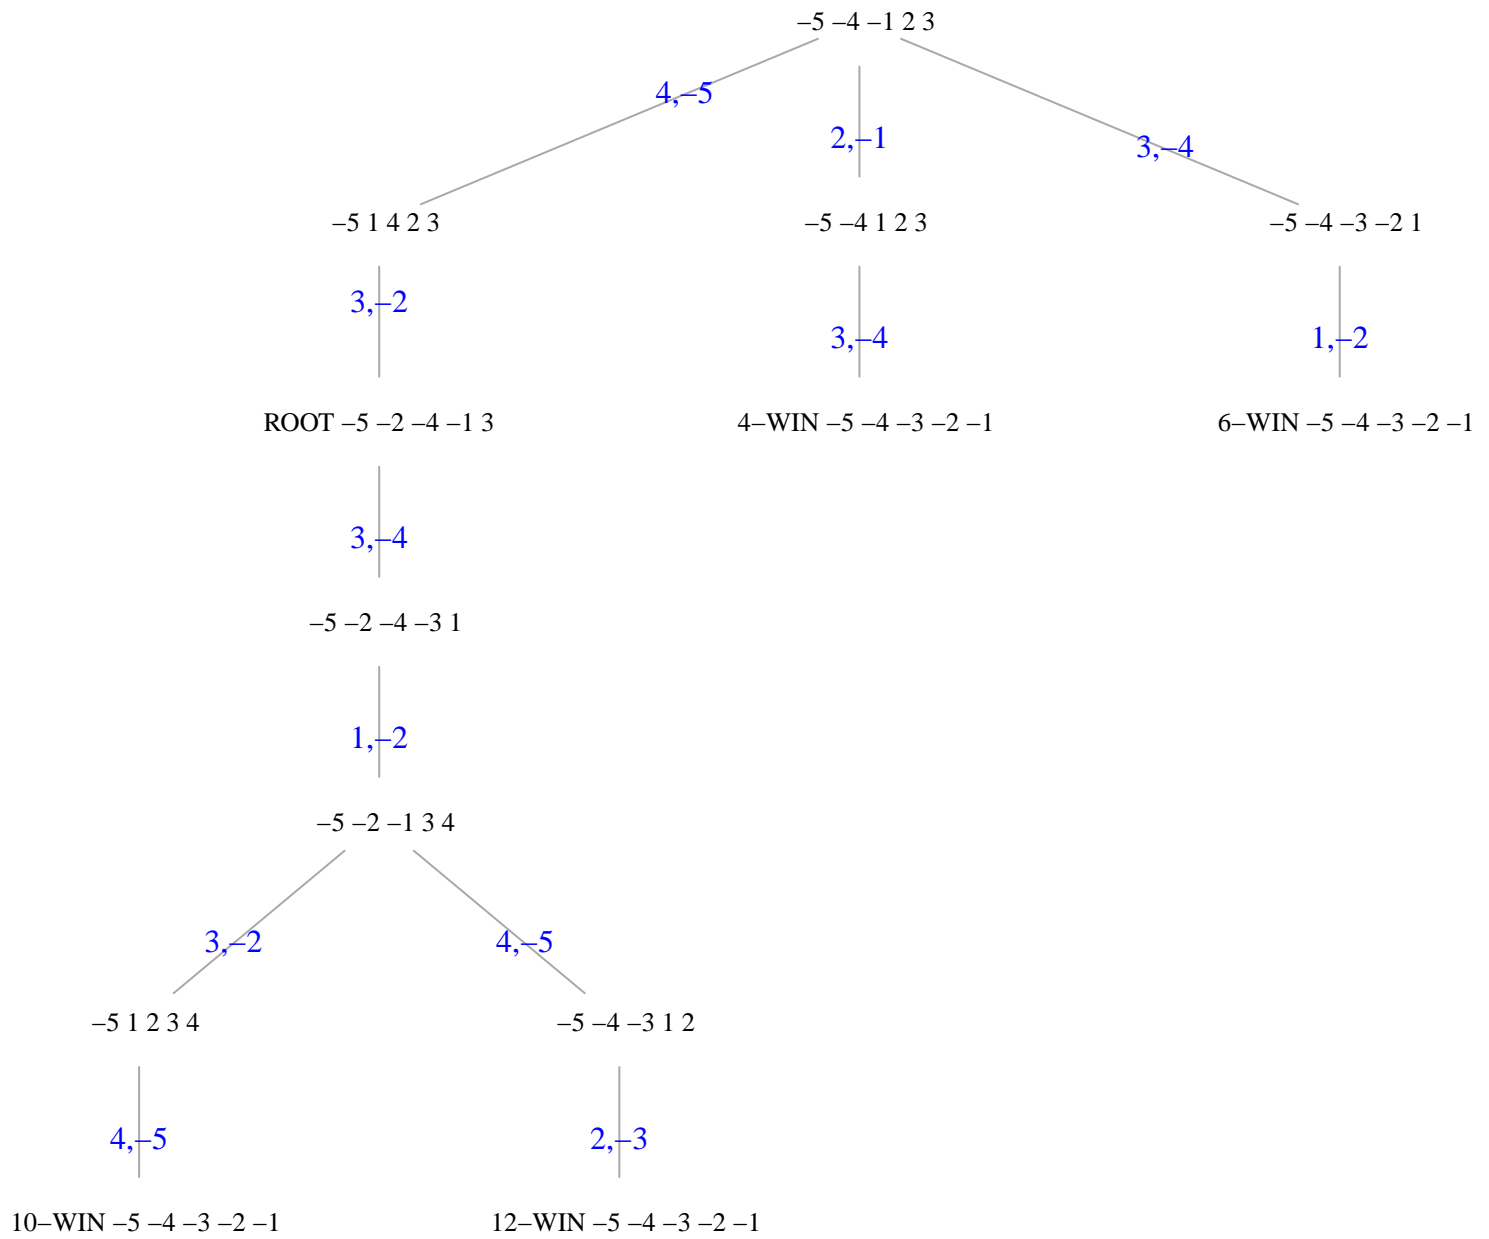 –5 –4 –1 2 3
4,–5
2,–1
3,–4
–5 1 4 2 3
–5 –4 1 2 3
–5 –4 –3 –2 1
3,–2
3,–4
1,–2
ROOT –5 –2 –4 –1 3
4–WIN –5 –4 –3 –2 –1
6–WIN –5 –4 –3 –2 –1
3,–4
–5 –2 –4 –3 1
1,–2
–5 –2 –1 3 4
3,–2
4,–5
–5 1 2 3 4
–5 –4 –3 1 2
4,–5
2,–3
10–WIN –5 –4 –3 –2 –1
12–WIN –5 –4 –3 –2 –1